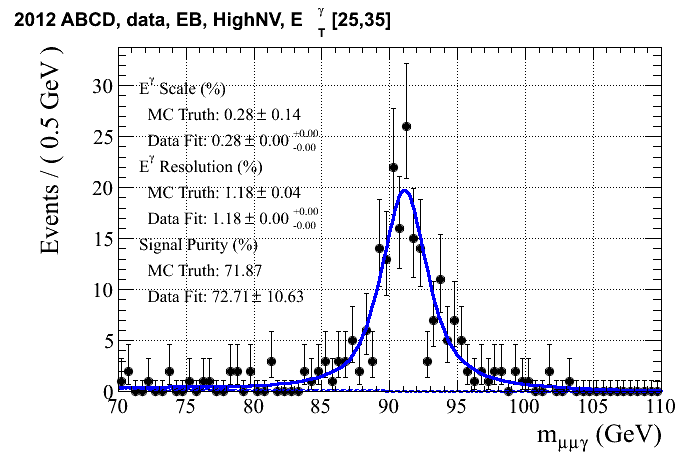 2012 ABCD, data, EB, HighNV, E γ T [25,35]
Events / ( 0.5 GeV )
30
25
20
15
10
5
0
Eγ Scale (%)
MC Truth: 0.28 ± 0.14
Data Fit: 0.28 ± 0.00 +0.00 -0.00
Eγ Resolution (%)
MC Truth: 1.18 ± 0.04
Data Fit: 1.18 ± 0.00 +0.00 -0.00
Signal Purity (%)
MC Truth: 71.87
Data Fit: 72.71 ± 10.63
70 75 80 85 90 95 100 105 110
mμμγ (GeV)